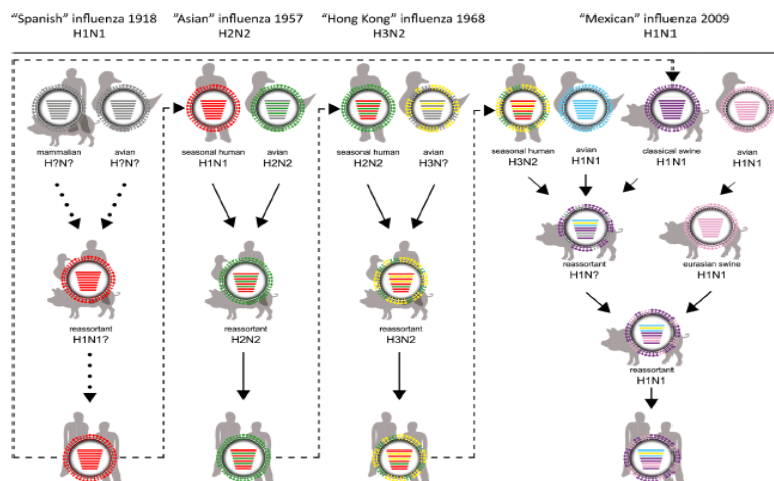 "Spanish" influenza 1918
H1N1
"Asian" influenza 1957
H2N2
"Hong Kong" influenza 1968
H3N2
"Mexican" influenza 2009
H1N1
mammalian
H?N?
avian
H?N?
seasonal human
H1N1
avian
H2N2
seasonal human
H2N2
avian
H3N?
seasonal human
H3N2
avian
H1N1
classical swine
H1N1
avian
H1N1
reassortant
H1N?
eurasian swine
H1N1
reassortant
H1N1?
reassortant
H2N2
reassortant
H3N2
reassortant
H1N1